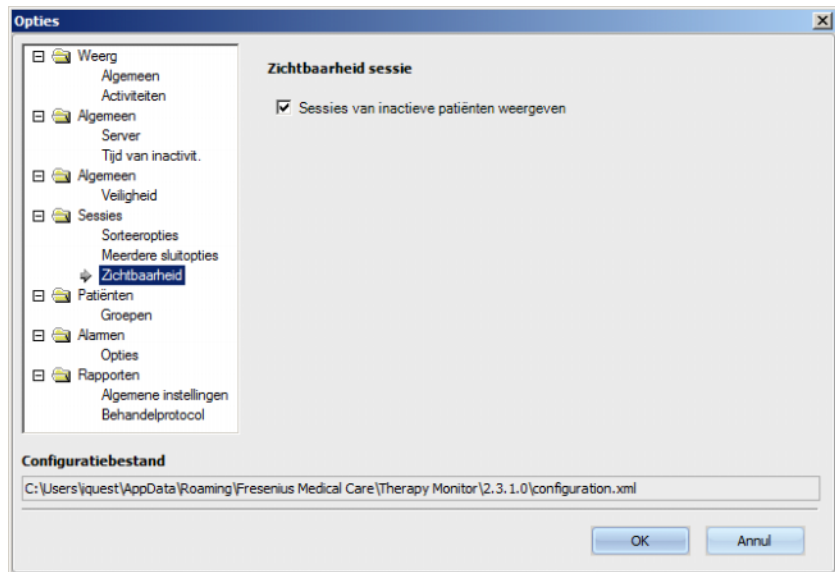 Opties
Weerg
Algemeen
Activiteiten
Algemeen
Server
Tijd van inactivit.
Algemeen
Veiligheid
Sessies
Sorteeropties
Meerdere sluitopties
Zichtbaarheid
Patiënten
Groepen
Alarmen
Opties
Rapporten
Algemene instellingen
Behandelprotocol
Zichtbaarheid sessie
Sessies van inactieve patiënten weergeven
Configuratiebestand
C:\Users\iquest\AppData\Roaming\Fresenius Medical Care\Therapy Monitor\2.3.1.0\configuration.xml
OK
Annul